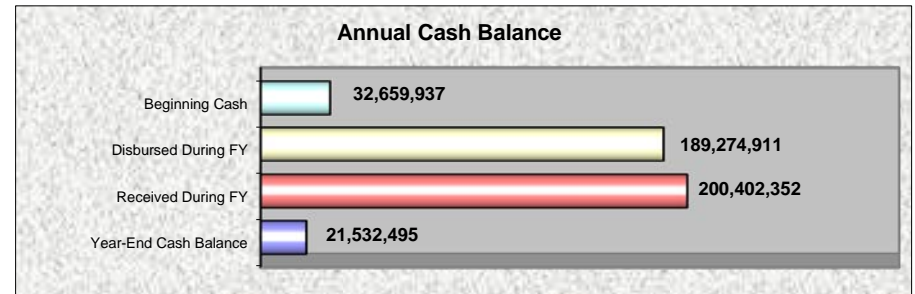 Annual Cash Balance
Beginning Cash 32,659,937
Disbursed During FY 189,274,911
Received During FY 200,402,352
Year-End Cash Balance 21,532,495